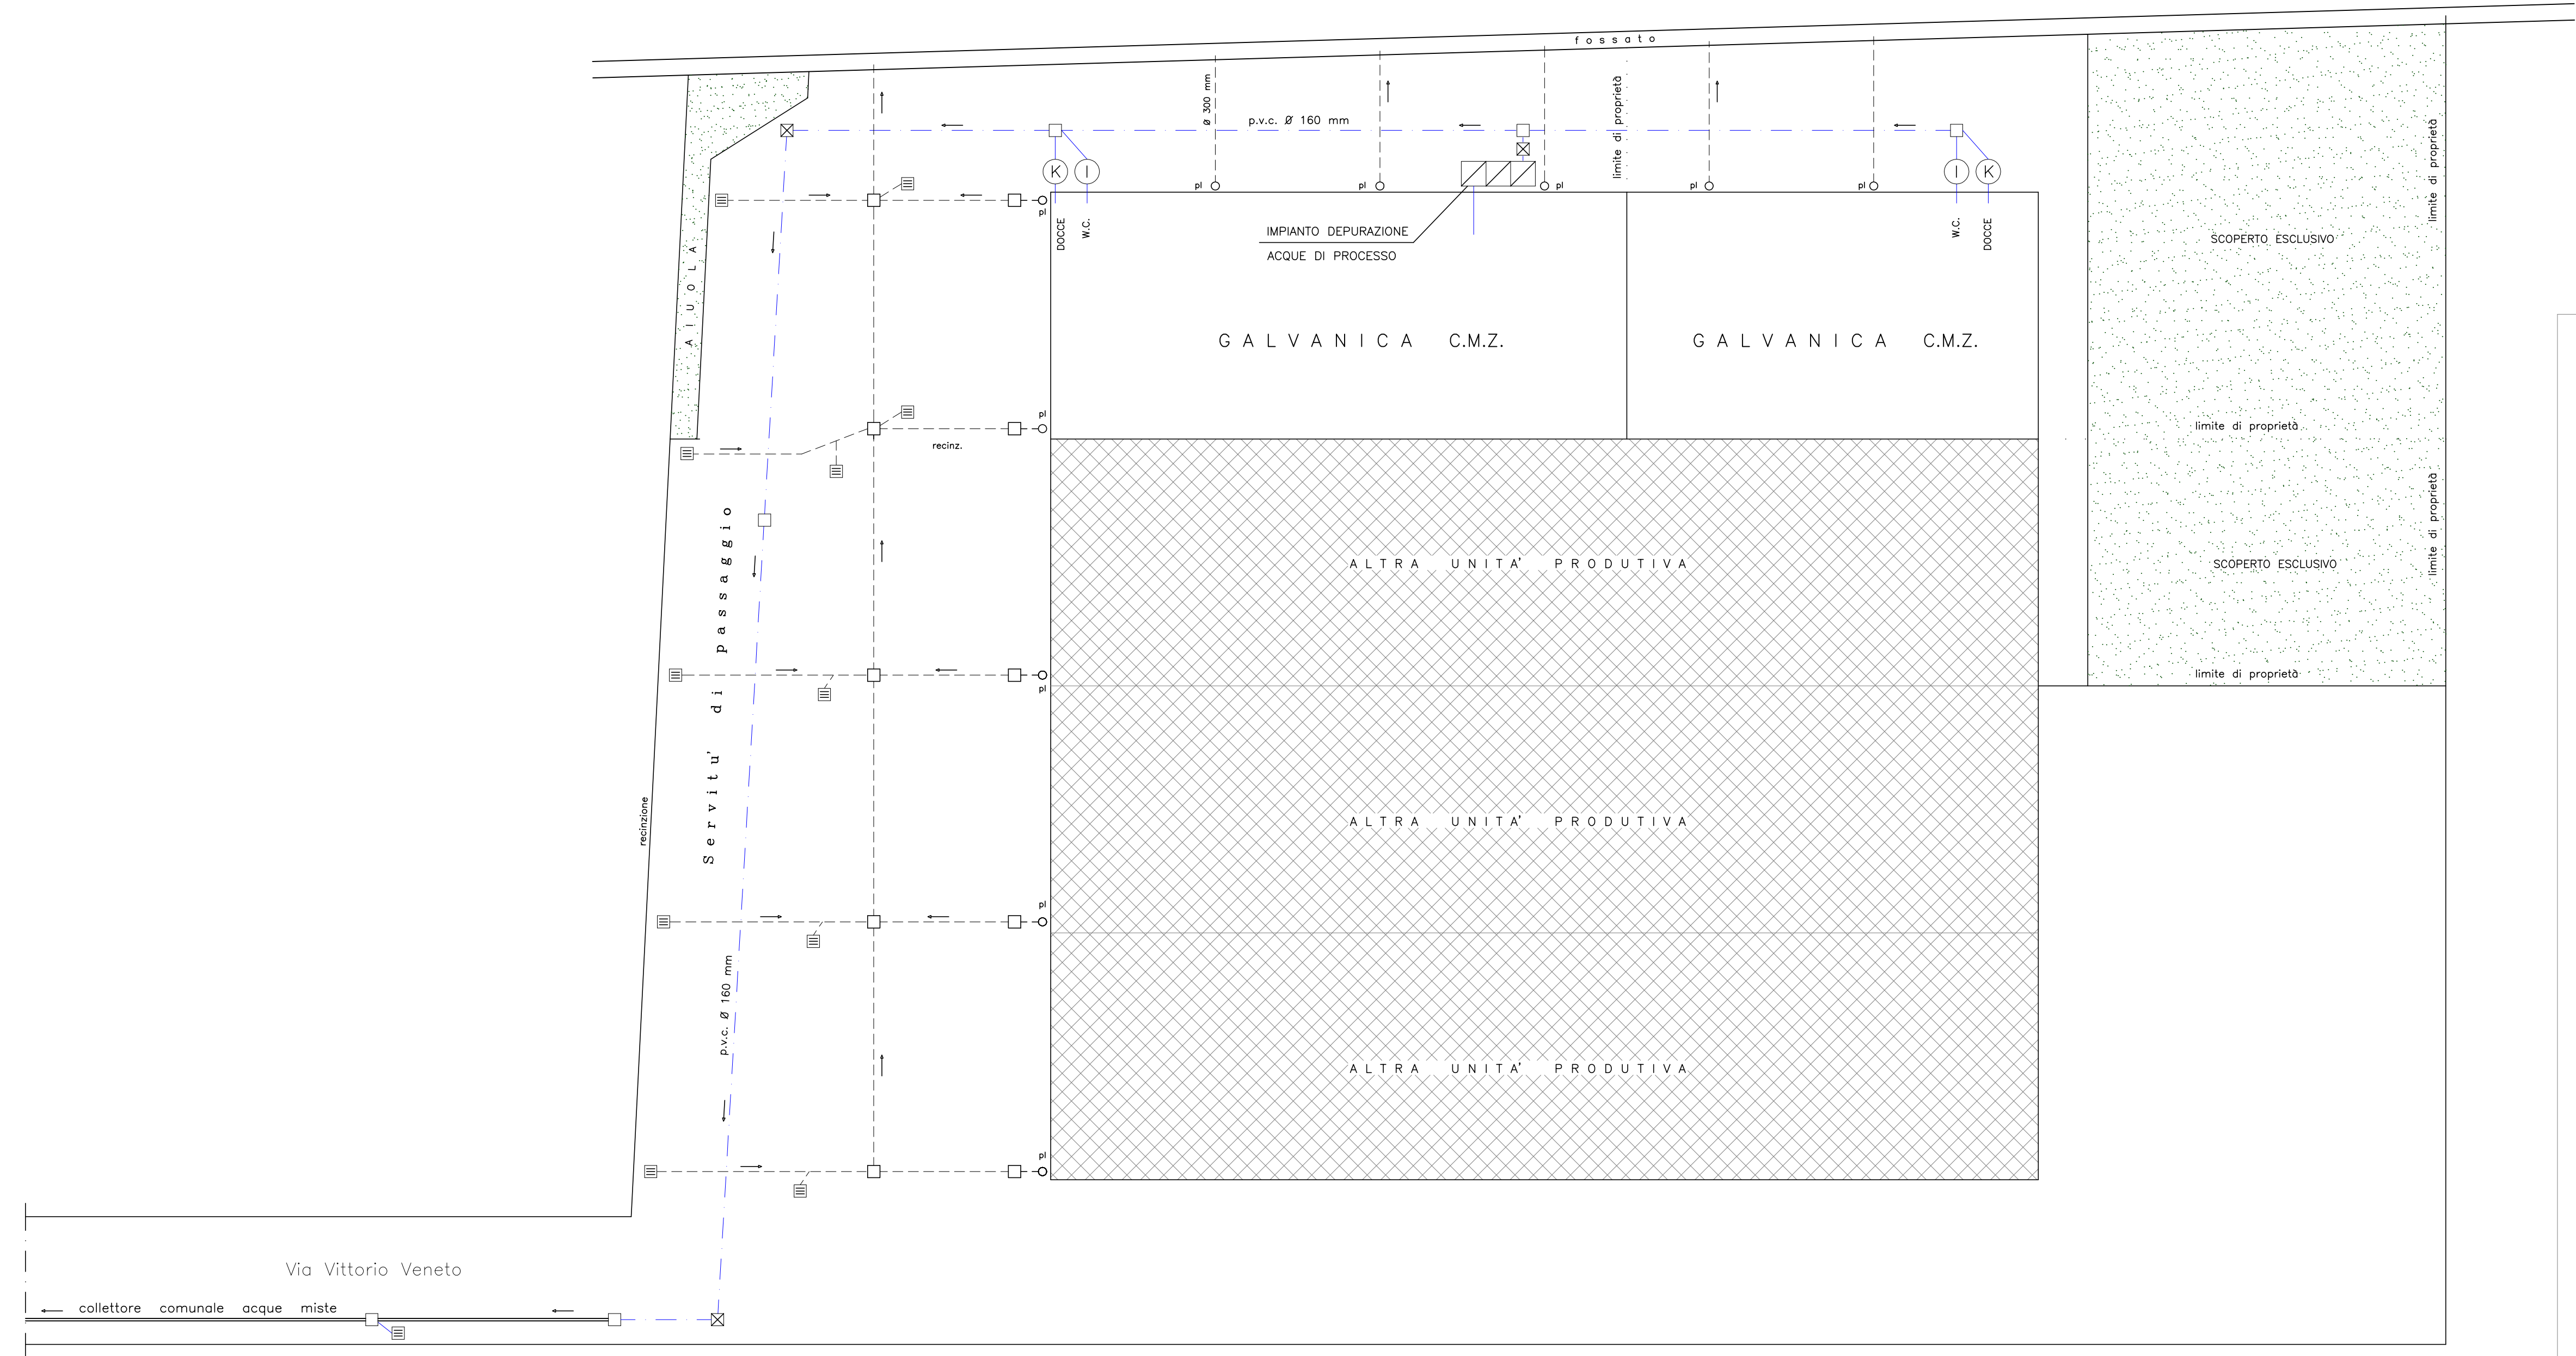 fossato
Ø 300 mm
p.v.c. Ø 160 mm
limite di proprietà
limite di proprietà
K
I
I
K
pl
pl
pl
pl
pl
pl
DOCCE
W.C.
IMPIANTO DEPURAZIONE
ACQUE DI PROCESSO
W.C.
DOCCE
SCOPERTO ESCLUSIVO
AIUOLA
GALVANICA C.M.Z.
GALVANICA C.M.Z.
pl
recinz.
limite di proprietà
limite di proprietà
Servitu' di passaggio
ALTRA UNITA' PRODUTIVA
SCOPERTO ESCLUSIVO
limite di proprietà
pl
recinzione
ALTRA UNITA' PRODUTIVA
pl
p.v.c. Ø 160 mm
ALTRA UNITA' PRODUTIVA
pl
Via Vittorio Veneto
collettore comunale acque miste